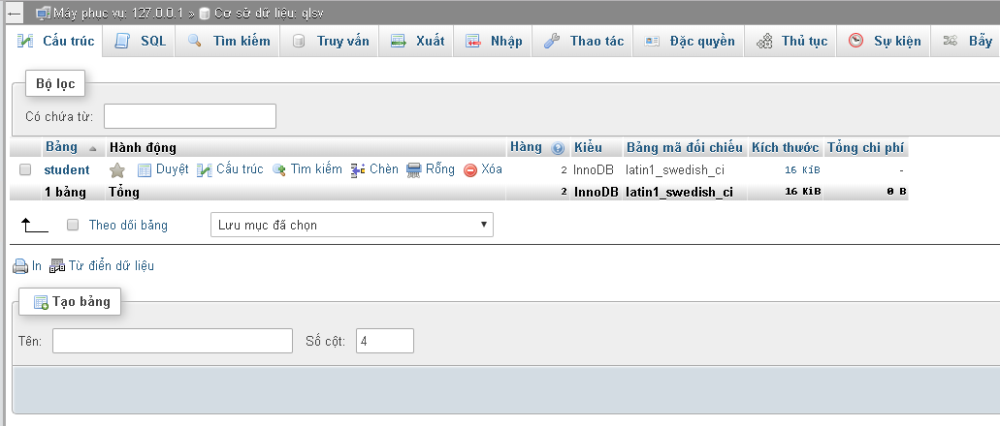 ← Máy phục vụ: 127.0.0.1 » Cơ sở dữ liệu: qlsv
Cấu trúc SQL Tìm kiếm Truy vấn Xuất Nhập Thao tác Đặc quyền Thủ tục Sự kiện Bẫy
Bộ lọc
Có chứa từ:
Bảng Hành động Hàng Kiểu Bảng mã đối chiếu Kích thước Tổng chi phí
student Duyệt Cấu trúc Tìm kiếm Chèn Rỗng Xóa 2 InnoDB latin1_swedish_ci 16 KiB -
1 bảng Tổng 2 InnoDB latin1_swedish_ci 16 KiB 0 B
Theo dõi bảng Lưu mục đã chọn
In Từ điển dữ liệu
Tạo bảng
Tên: Số cột: 4